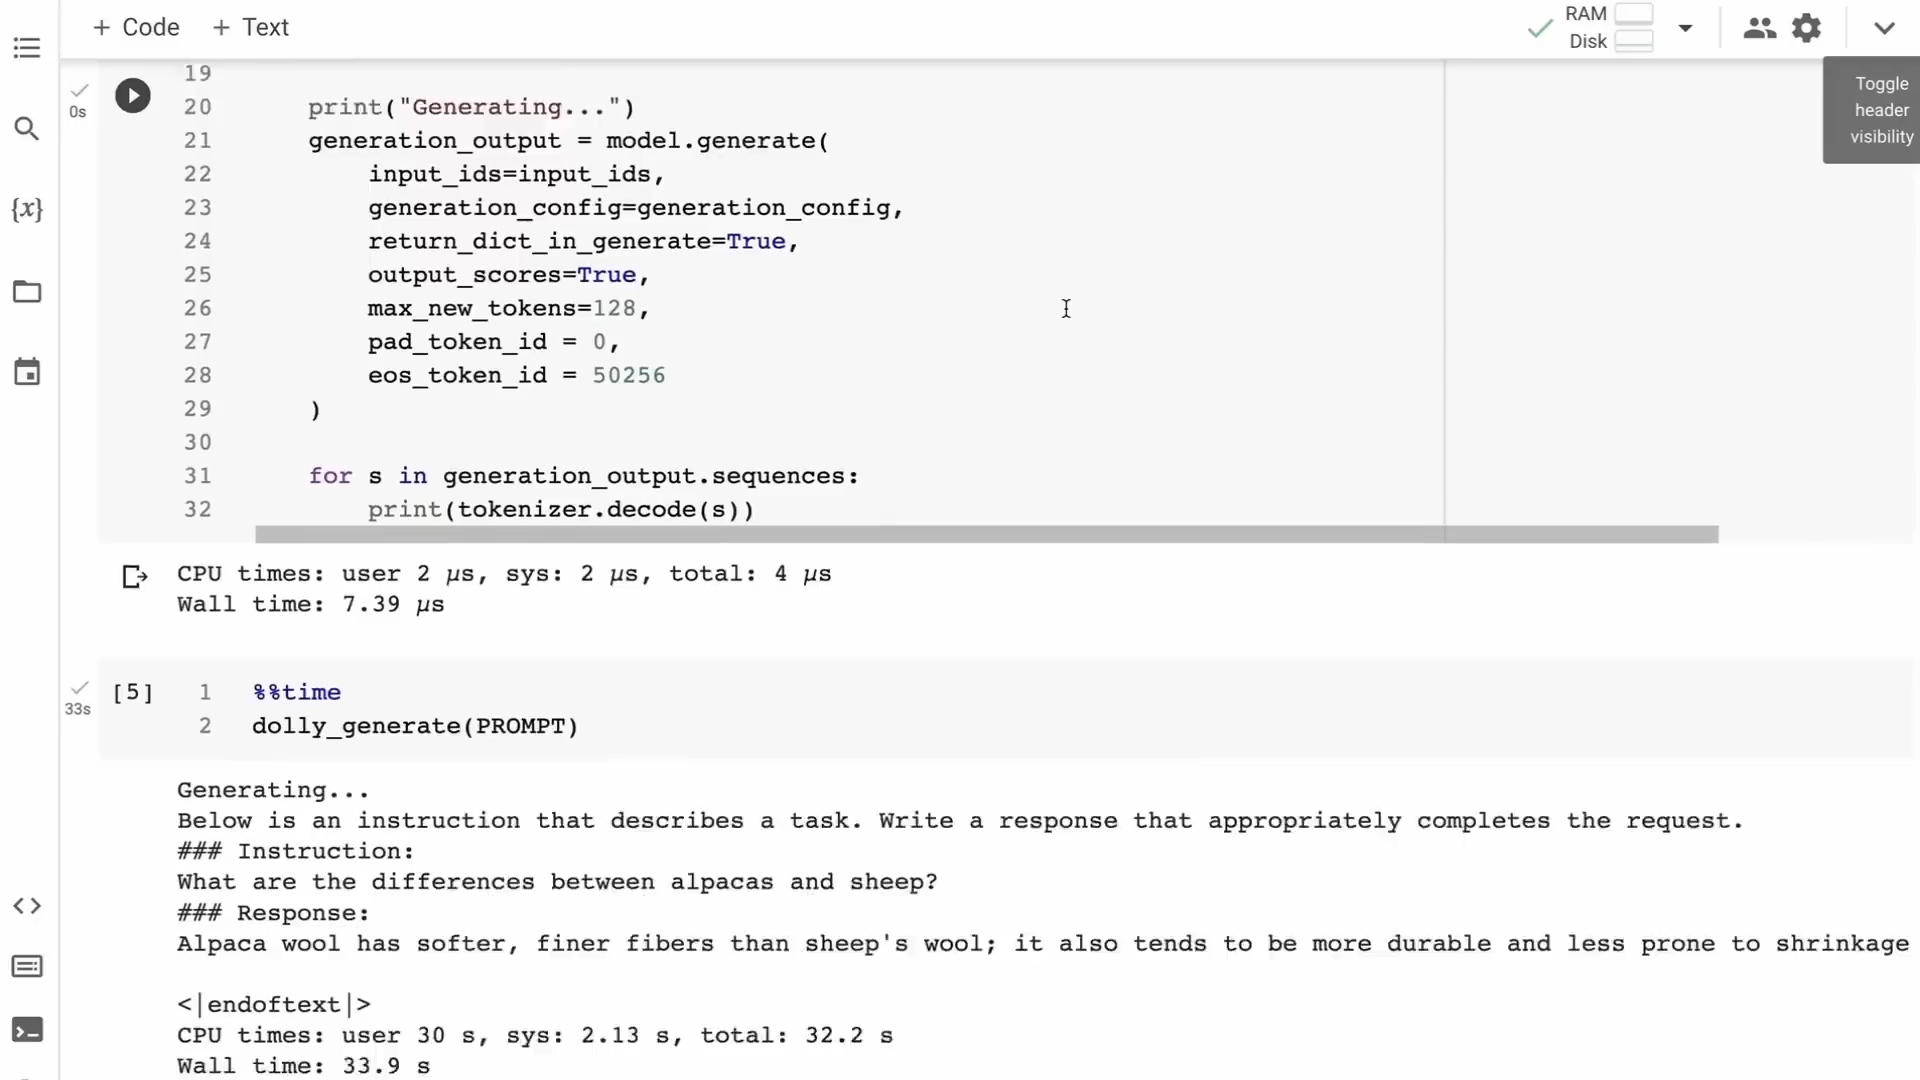 + Code + Text
RAM
Disk
Toggle
header
visibility
{x}
0s
19
20 print("Generating...")
21 generation_output = model.generate(
22 input_ids=input_ids,
23 generation_config=generation_config,
24 return_dict_in_generate=True,
25 output_scores=True,
26 max_new_tokens=128,
27 pad_token_id = 0,
28 eos_token_id = 50256
29 )
30
31 for s in generation_output.sequences:
32 print(tokenizer.decode(s))
CPU times: user 2 µs, sys: 2 µs, total: 4 µs
Wall time: 7.39 µs
33s
[5] 1 %%time
2 dolly_generate(PROMPT)
Generating...
Below is an instruction that describes a task. Write a response that appropriately completes the request.
### Instruction:
What are the differences between alpacas and sheep?
### Response:
Alpaca wool has softer, finer fibers than sheep's wool; it also tends to be more durable and less prone to shrinkage
<|endoftext|>
CPU times: user 30 s, sys: 2.13 s, total: 32.2 s
Wall time: 33.9 s